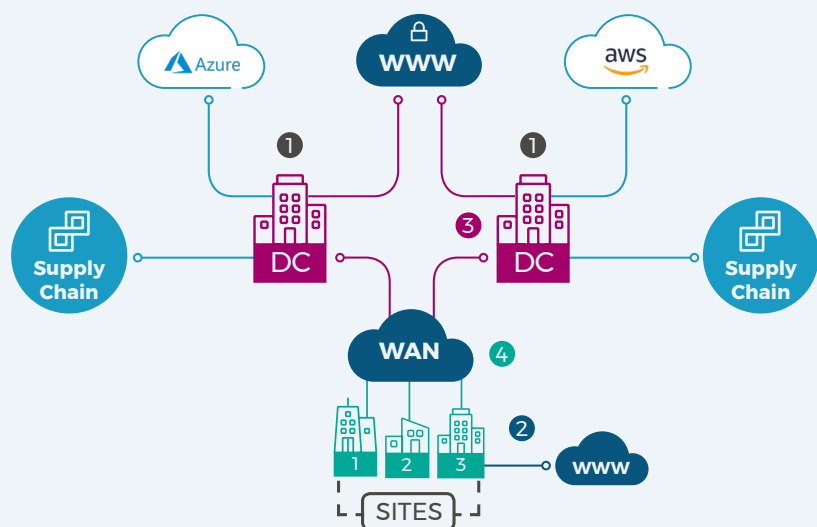 Azure
www
aws
1
1
Supply
Chain
3
Supply
Chain
DC
DC
WAN
4
2
1
2
3
www
SITES